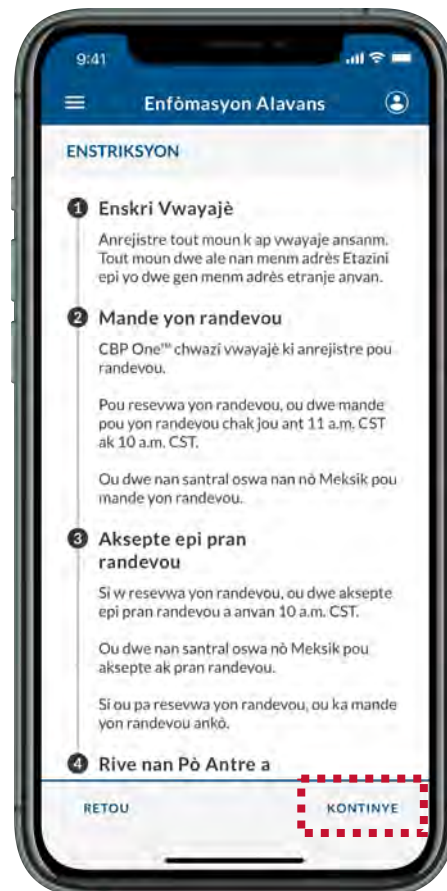 9:41
Enfòmasyon Alavans
ENSTRIKSYON
1 Enskri Vwayajè
Anrejistre tout moun k ap vwayaje ansanm.
Tout moun dwe ale nan menm adrès Etazini
epi yo dwe gen menm adrès etranje anvan.
2 Mande yon randevou
CBP One™ chwazi vwayajè ki anrejistre pou
randevou.
Pou resevwa yon randevou, ou dwe mande
pou yon randevou chak jou ant 11 a.m. CST
ak 10 a.m. CST.
Ou dwe nan santral oswa nan nò Meksik pou
mande yon randevou.
3 Aksepte epi pran
randevou
Si w resevwa yon randevou, ou dwe aksepte
epi pran randevou a anvan 10 a.m. CST.
Ou dwe nan santral oswa nò Meksik pou
aksepte ak pran randevou.
Si ou pa resevwa yon randevou, ou ka mande
yon randevou ankò.
4 Rive nan Pò Antre a
RETOU
KONTINYE